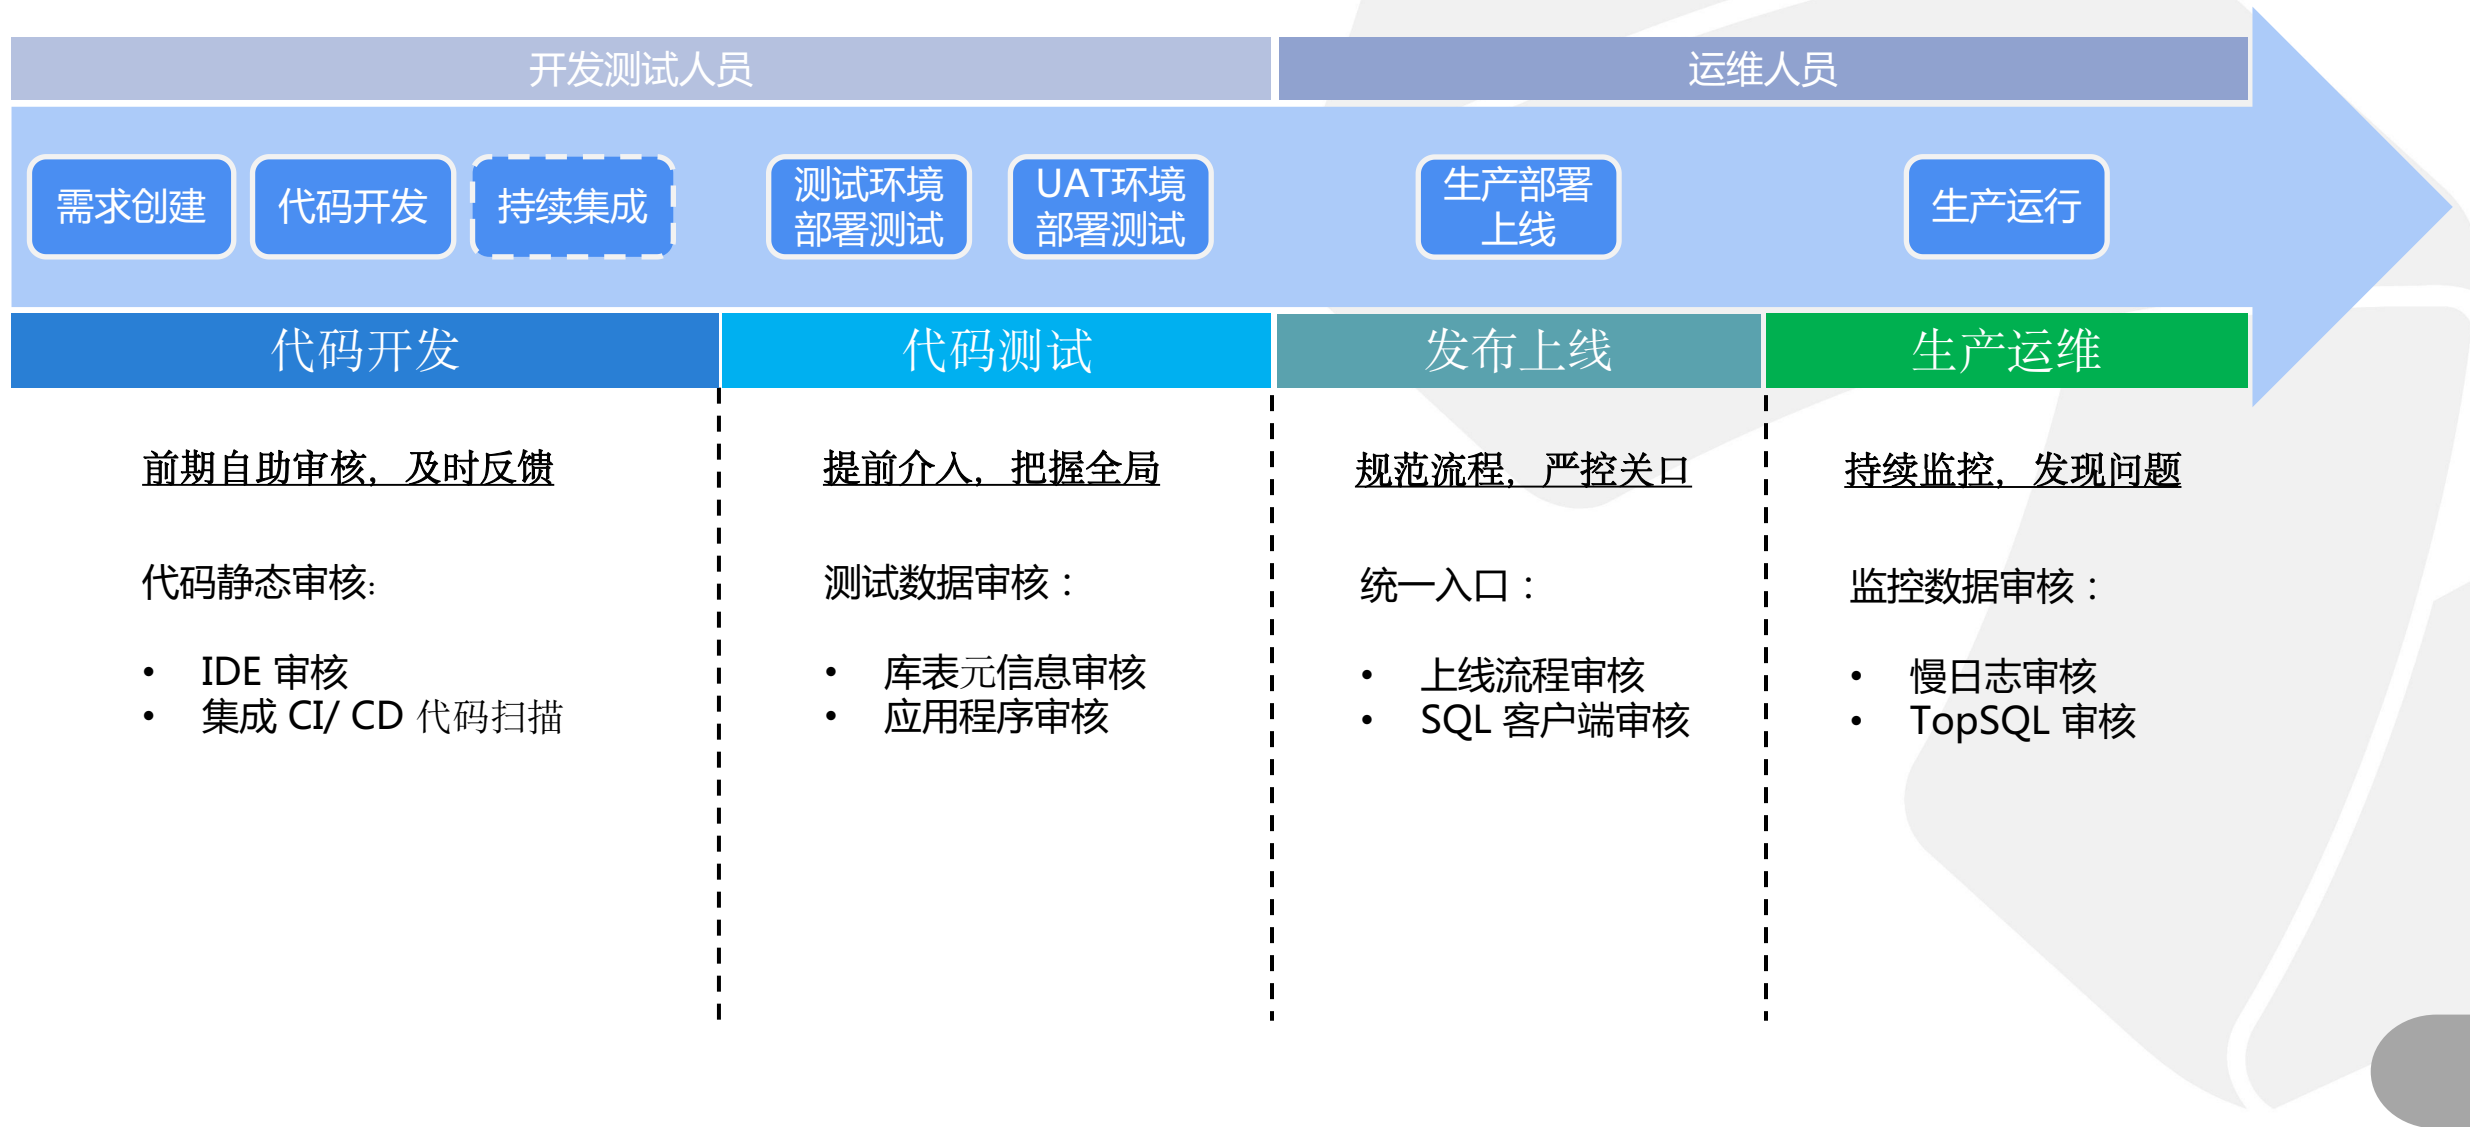 开发测试人员
运维人员
需求创建
代码开发
持续集成
测试环境
部署测试
UAT环境
部署测试
生产部署
上线
生产运行
代码开发
代码测试
发布上线
生产运维
前期自助审核，及时反馈
代码静态审核:
• IDE 审核
• 集成 CI/ CD 代码扫描
提前介入，把握全局
测试数据审核：
• 库表元信息审核
• 应用程序审核
规范流程，严控关口
统一入口：
• 上线流程审核
• SQL 客户端审核
持续监控，发现问题
监控数据审核：
• 慢日志审核
• TopSQL 审核